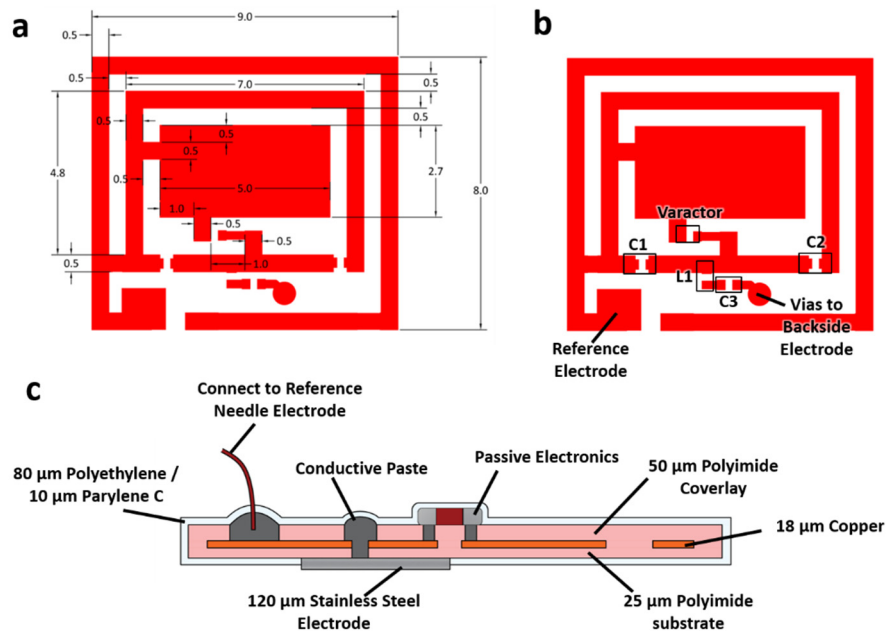 a
9.0
0.5
0.5
7.0
0.5
0.5
0.5
0.5
0.5
4.8
0.5
5.0
2.7
8.0
1.0
0.5
0.5
0.5
1.0
b
Varactor
C1
C2
L1
C3
Reference
Electrode
Vias to
Backside
Electrode
c
Connect to Reference
Needle Electrode
80 µm Polyethylene /
10 µm Parylene C
Conductive Paste
Passive Electronics
50 µm Polyimide
Coverlay
18 µm Copper
120 µm Stainless Steel
Electrode
25 µm Polyimide
substrate